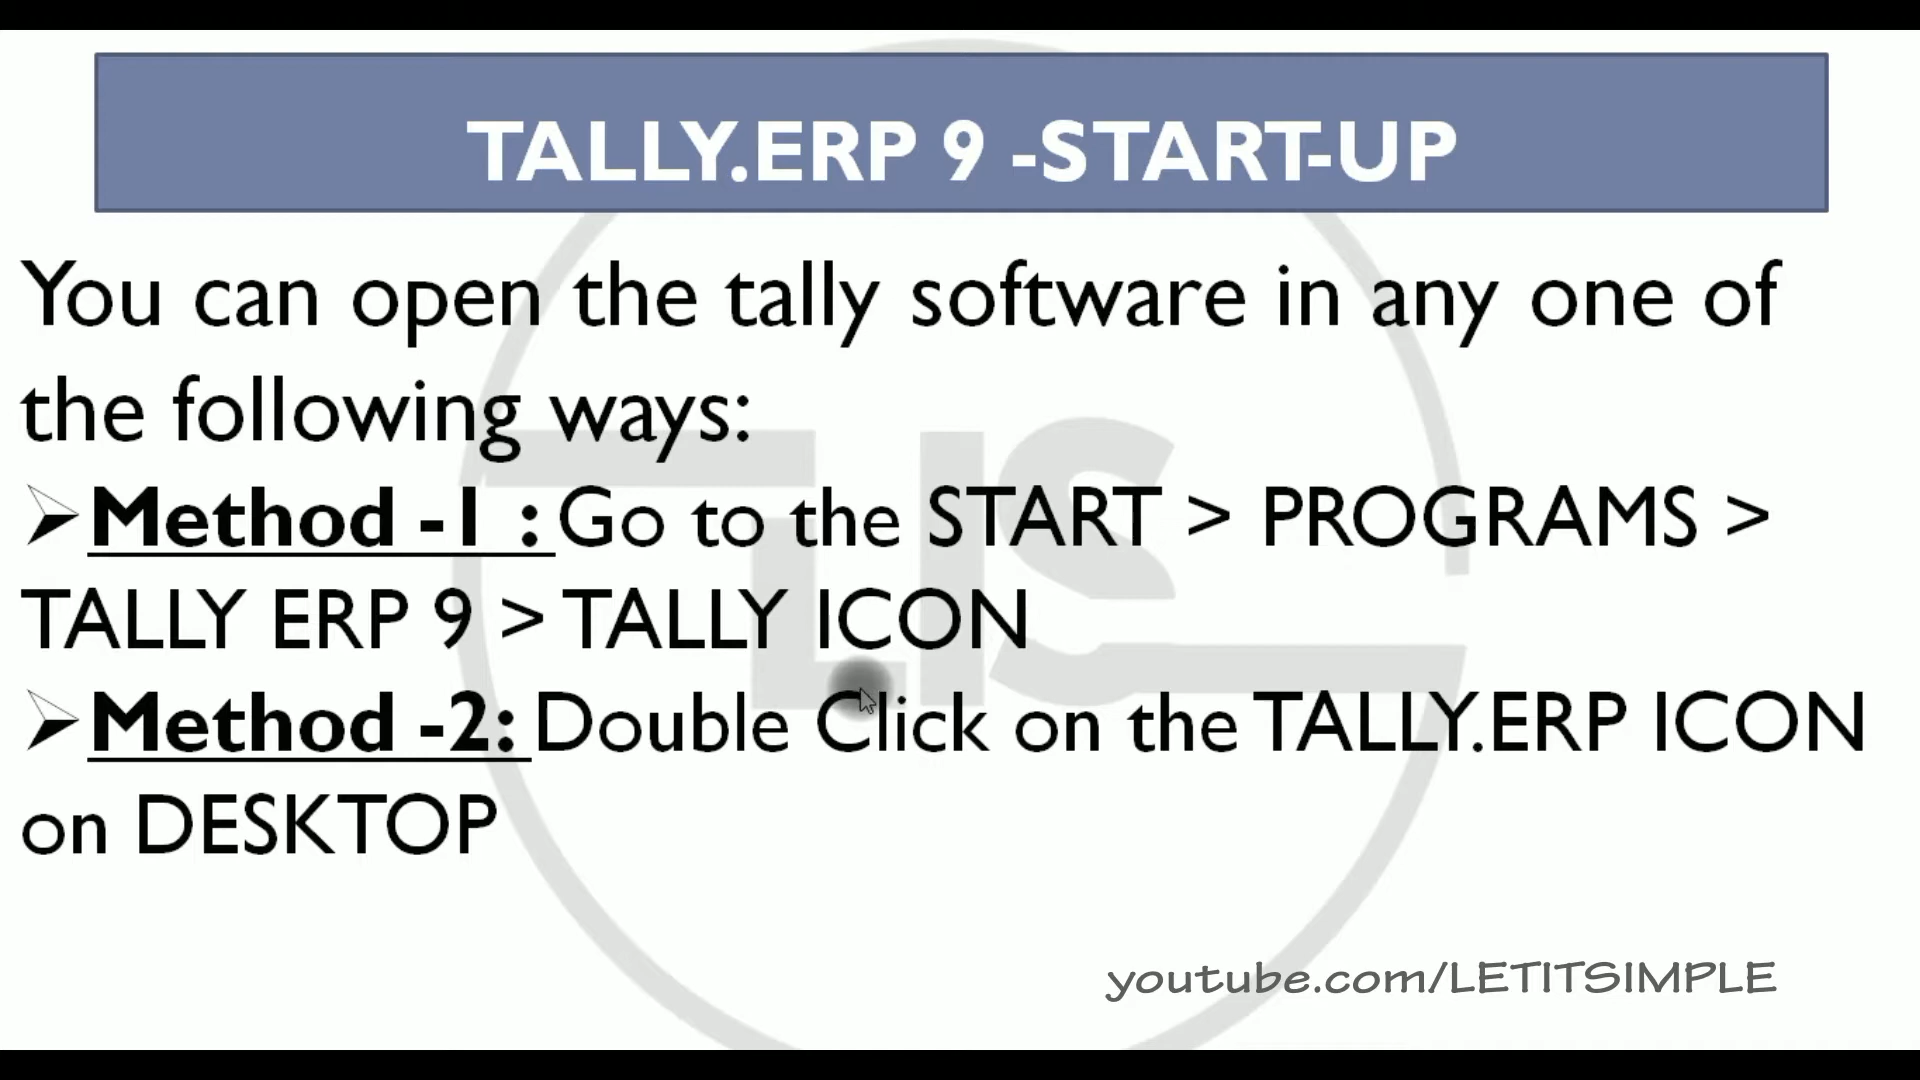 TALLY.ERP 9 -START-UP
You can open the tally software in any one of
the following ways:
➢Method -1 : Go to the START > PROGRAMS >
TALLY ERP 9 > TALLY ICON
➢Method -2: Double Click on the TALLY.ERP ICON
on DESKTOP
LIS
youtube.com/LETITSIMPLE